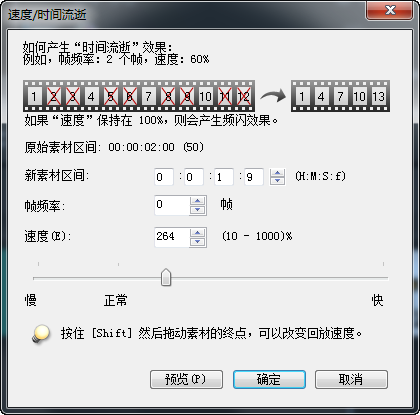 速度/时间流逝
如何产生“时间流逝”效果:
例如，帧频率: 2 个帧，速度: 60%
1 2 3 4 5 6 7 8 9 10 11 12 1 4 7 10 13
如果“速度”保持在 100%，则会产生频闪效果。
原始素材区间: 00:00:02:00 (50)
新素材区间: 0 :0 :1 :9 (H:M:S:f)
帧频率: 0 帧
速度(E): 264 (10 - 1000)%
慢 正常 快
按住 [Shift] 然后拖动素材的终点，可以改变回放速度。
预览(P) 确定 取消